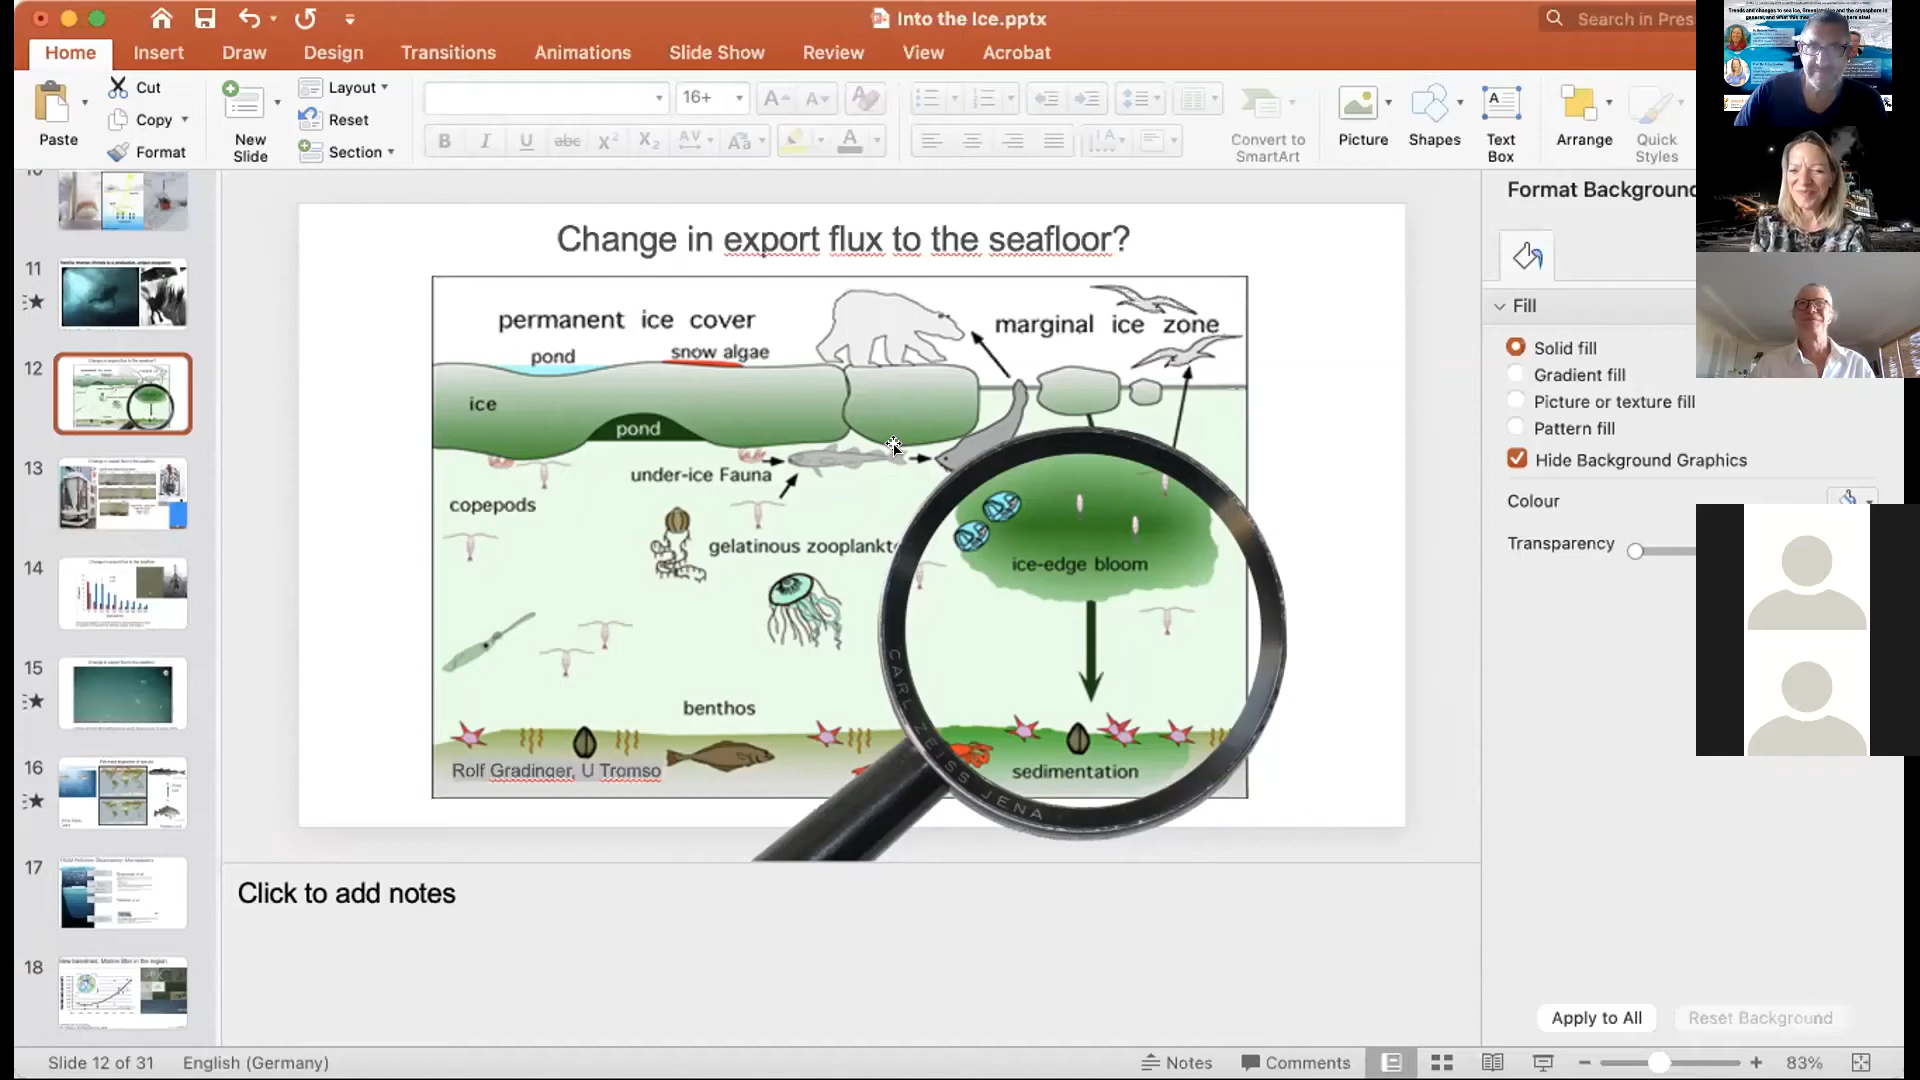 Into the Ice.pptx
Search in Pres
Home Insert Draw Design Transitions Animations Slide Show Review View Acrobat
Paste
Cut
Copy
Format
New
Slide
Layout
Reset
Section
16+
Convert to
SmartArt
Picture
Shapes
Text
Box
Arrange
Quick
Styles
11
12
13
14
15
16
17
18
Change in export flux to the seafloor?
permanent ice cover
marginal ice zone
pond
snow algae
ice
pond
under-ice Fauna
copepods
gelatinous zooplankt
ice-edge bloom
benthos
Rolf Gradinger, U Tromso
sedimentation
CARL ZEISS JENA
Click to add notes
Format Background
Fill
Solid fill
Gradient fill
Picture or texture fill
Pattern fill
Hide Background Graphics
Colour
Transparency
Apply to All
Reset Background
Slide 12 of 31
English (Germany)
Notes
Comments
83%